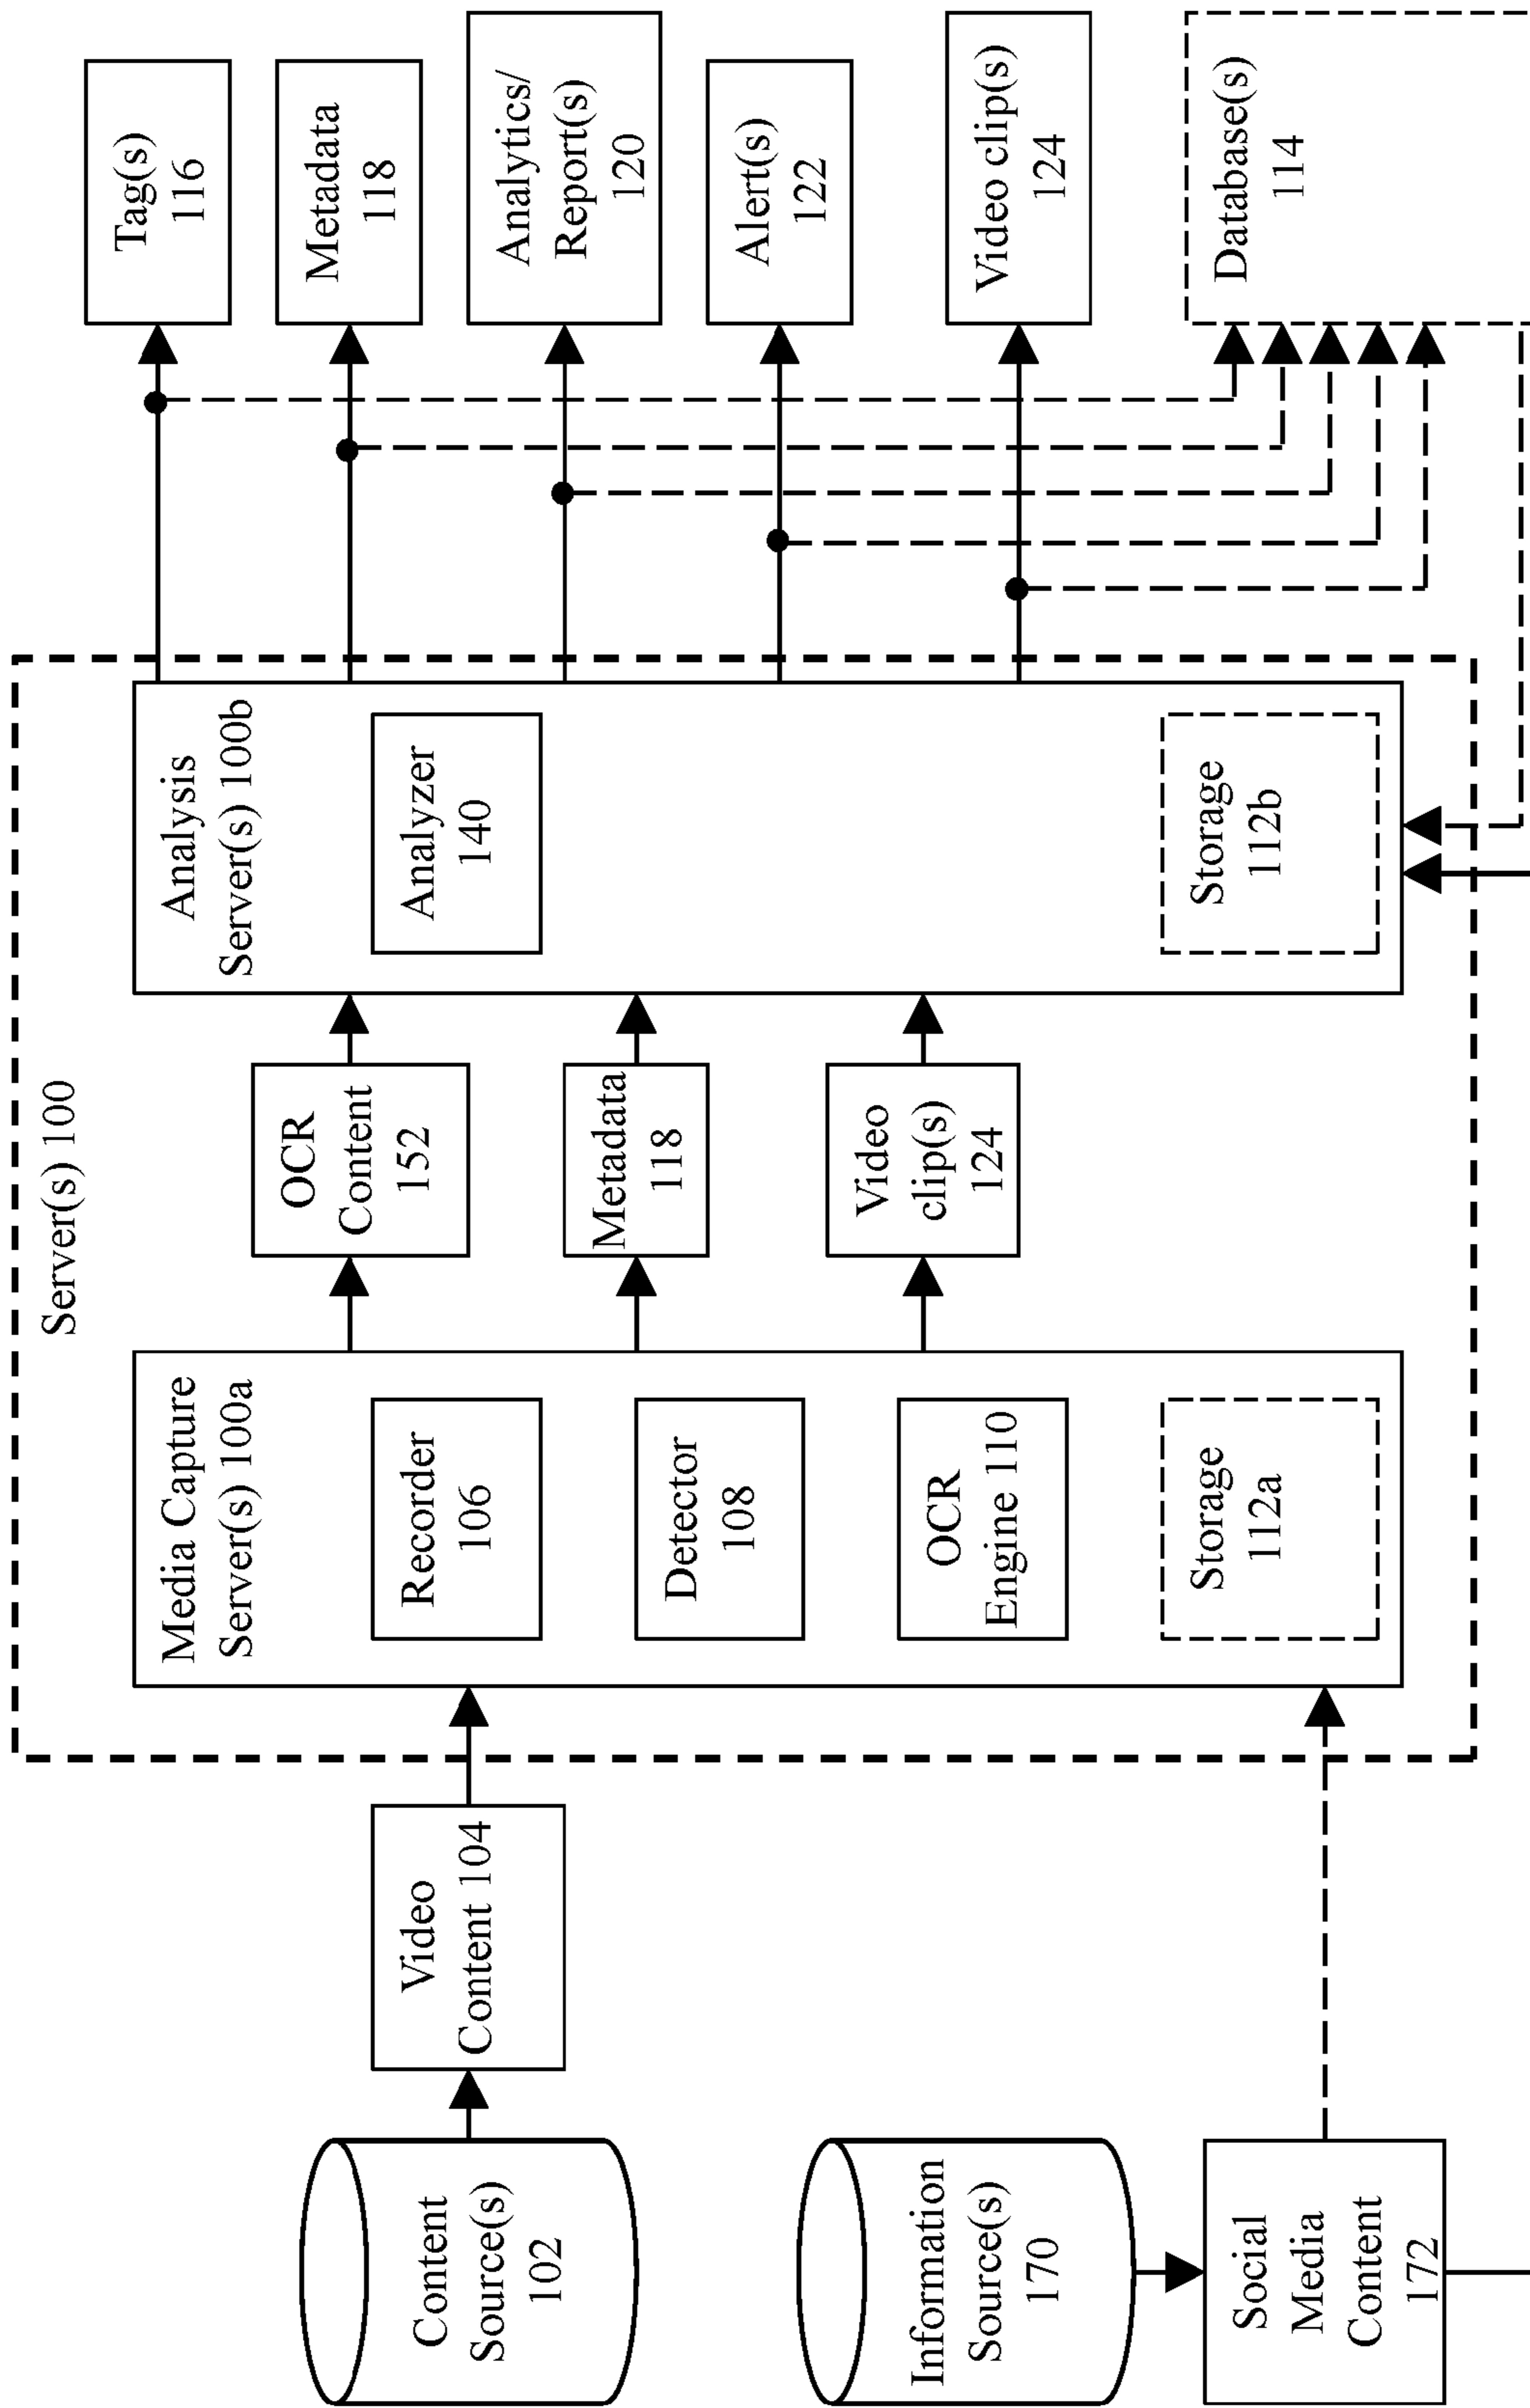 Server(s) 100
Content
Source(s)
102
Video
Content 104
Information
Source(s)
170
Social
Media
Content
172
Media Capture
Server(s) 100a
Recorder
106
Detector
108
OCR
Engine 110
Storage
112a
OCR
Content
152
Metadata
118
Video
clip(s)
124
Analysis
Server(s) 100b
Analyzer
140
Storage
112b
Tag(s)
116
Metadata
118
Analytics/
Report(s)
120
Alert(s)
122
Video clip(s)
124
Database(s)
114